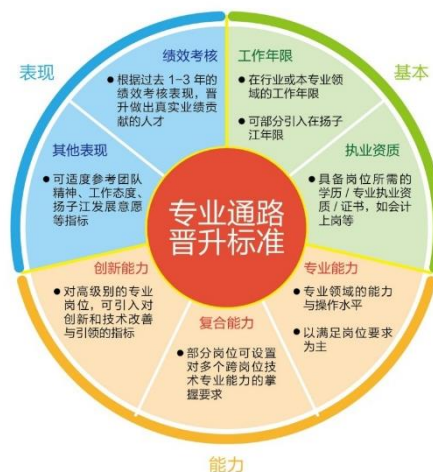 表现
绩效考核
● 根据过去 1-3 年的
绩效考核表现，晋
升做出真实业绩贡
献的人才
其他表现
● 可适度参考团队
精神、工作态度、
扬子江发展意愿
等指标
基本
工作年限
● 在行业或本专业领
域的工作年限
● 可部分引入在扬子
江年限
执业资质
● 具备岗位所需的
学历 / 专业执业资
质 / 证书，如会计
上岗等
专业通路
晋升标准
创新能力
● 对高级别的专业
岗位，可引入对
创新和技术改善
与引领的指标
复合能力
● 部分岗位可设置
对多个跨岗位技
术专业能力的掌
握要求
专业能力
● 专业领域的能力
与操作水平
● 以满足岗位要求
为主
能力